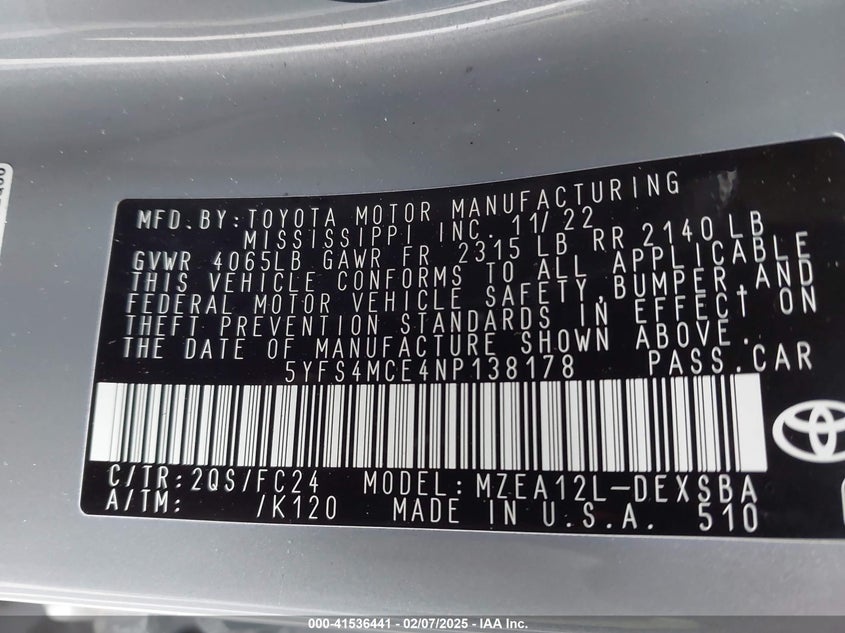 MFD.BY:TOYOTA MOTOR MANUFACTURING
MISSISSIPPI INC. 11/22
GVWR 4065LB GAWR FR 2315 LB RR 2140 LB
THIS VEHICLE CONFORMS TO ALL APPLICABLE
FEDERAL MOTOR VEHICLE SAFETY,BUMPER,AND
THEFT PREVENTION STANDARDS IN EFFECT ON
THE DATE OF MANUFACTURE SHOWN ABOVE.
5YFS4MCE4NP138178 PASS.CAR
C/TR:2QS/FC24 MODEL:MZEA12L-DEXSBA
A/TM: /K120 MADE IN U.S.A. 510
000-41536441 - 02/07/2025 - IAA Inc.